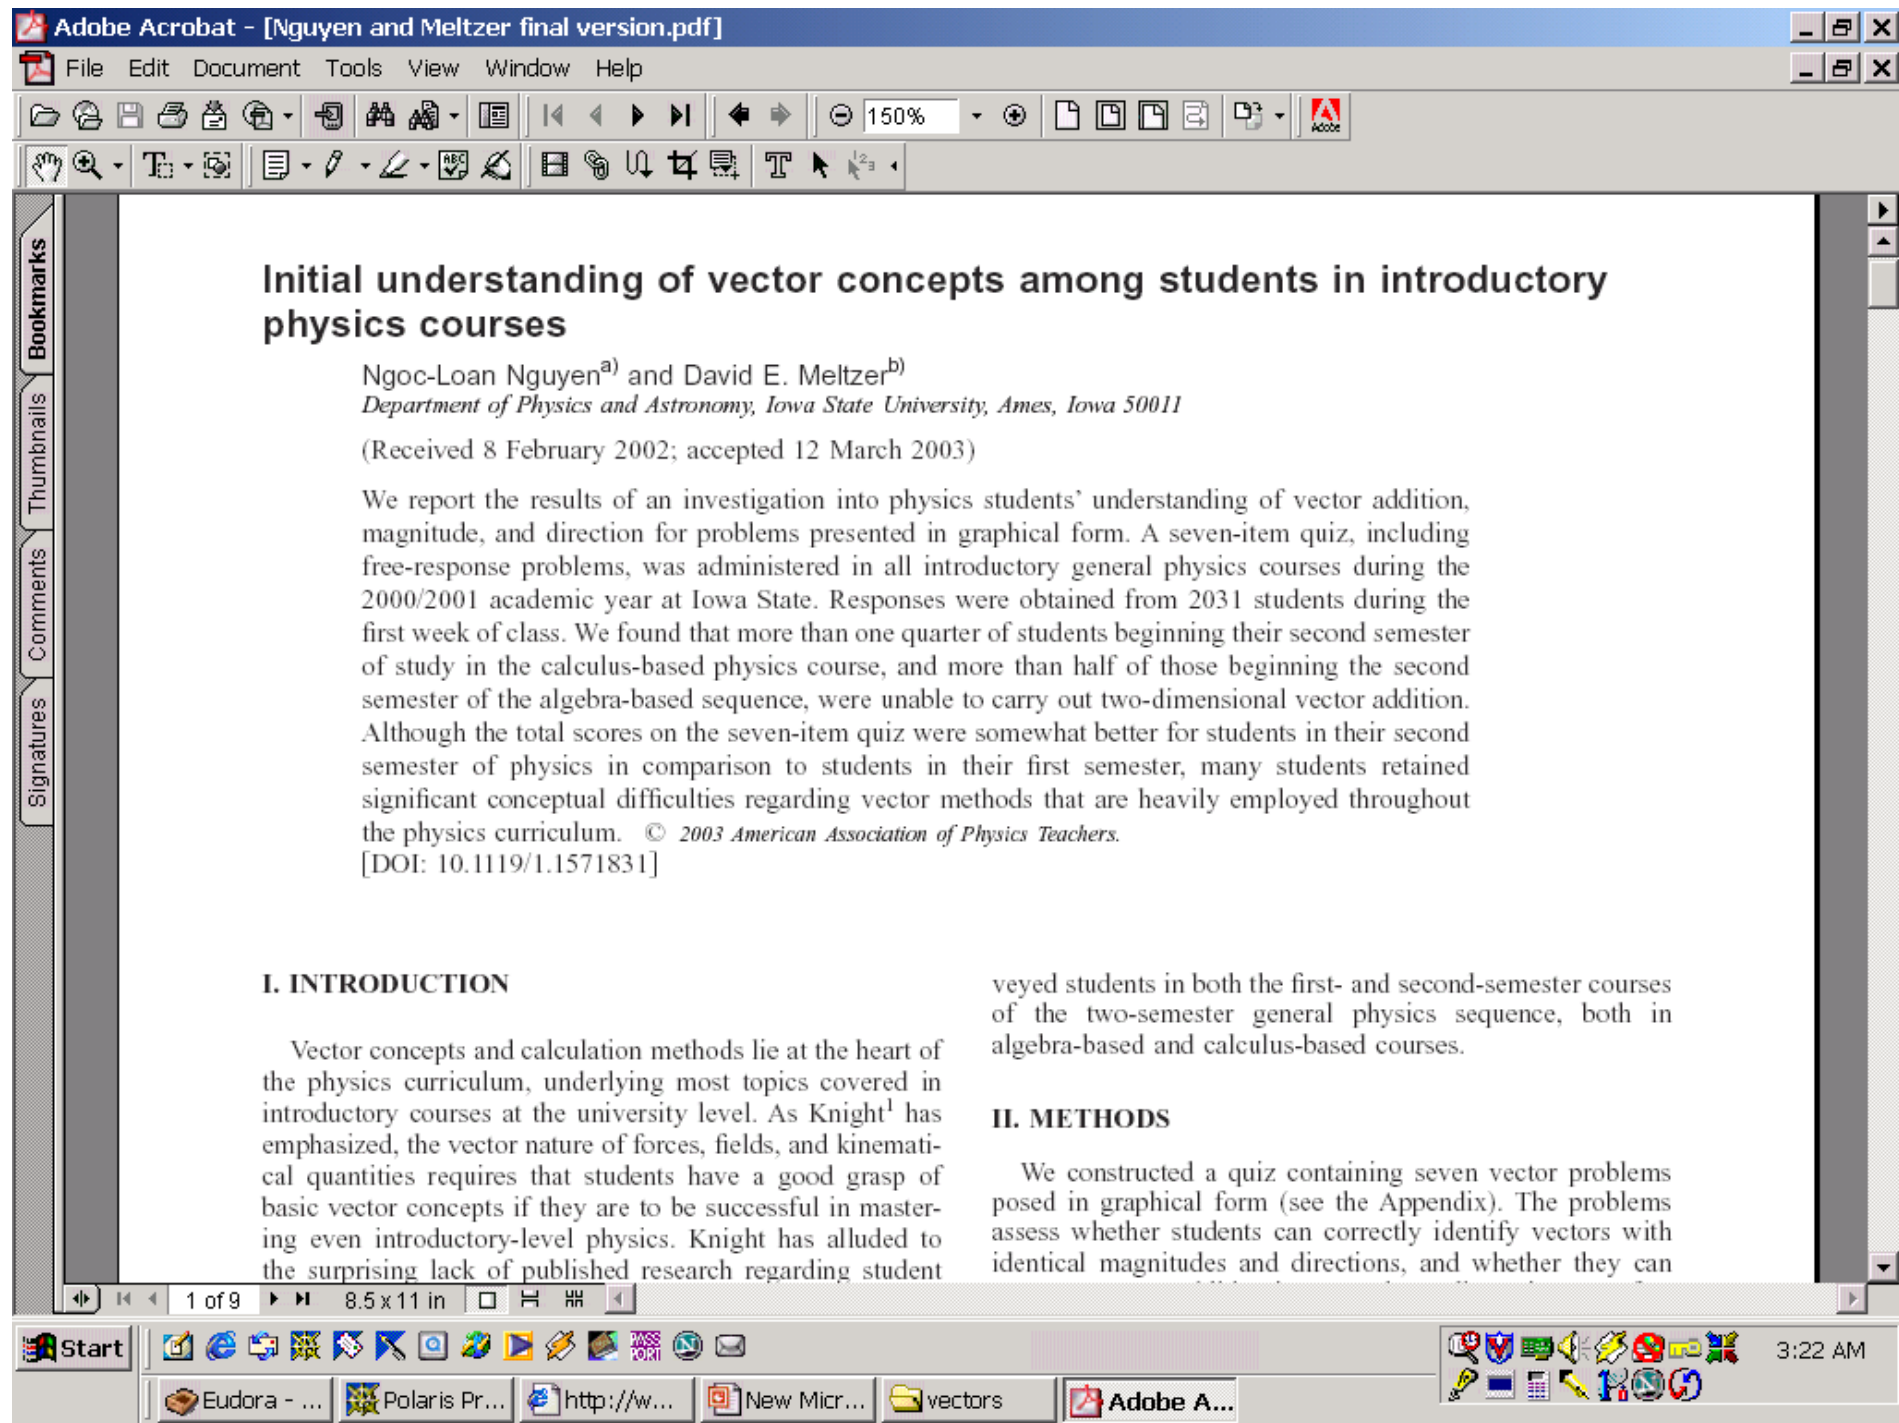 Adobe Acrobat - [Nguyen and Meltzer final version.pdf]
File Edit Document Tools View Window Help
150%
Adobe
Bookmarks
Thumbnails
Comments
Signatures
Initial understanding of vector concepts among students in introductory
physics courses
Ngoc-Loan Nguyen a) and David E. Meltzer b)
Department of Physics and Astronomy, Iowa State University, Ames, Iowa 50011
(Received 8 February 2002; accepted 12 March 2003)
We report the results of an investigation into physics students' understanding of vector addition,
magnitude, and direction for problems presented in graphical form. A seven-item quiz, including
free-response problems, was administered in all introductory general physics courses during the
2000/2001 academic year at Iowa State. Responses were obtained from 2031 students during the
first week of class. We found that more than one quarter of students beginning their second semester
of study in the calculus-based physics course, and more than half of those beginning the second
semester of the algebra-based sequence, were unable to carry out two-dimensional vector addition.
Although the total scores on the seven-item quiz were somewhat better for students in their second
semester of physics in comparison to students in their first semester, many students retained
significant conceptual difficulties regarding vector methods that are heavily employed throughout
the physics curriculum. © 2003 American Association of Physics Teachers.
[DOI: 10.1119/1.1571831]
I. INTRODUCTION
Vector concepts and calculation methods lie at the heart of
the physics curriculum, underlying most topics covered in
introductory courses at the university level. As Knight1 has
emphasized, the vector nature of forces, fields, and kinemati-
cal quantities requires that students have a good grasp of
basic vector concepts if they are to be successful in master-
ing even introductory-level physics. Knight has alluded to
the surprising lack of published research regarding student
veyed students in both the first- and second-semester courses
of the two-semester general physics sequence, both in
algebra-based and calculus-based courses.
II. METHODS
We constructed a quiz containing seven vector problems
posed in graphical form (see the Appendix). The problems
assess whether students can correctly identify vectors with
identical magnitudes and directions, and whether they can
1 of 9 8.5 x 11 in
Start
3:22 AM
Eudora - ... Polaris Pr... http://w... New Micr... vectors Adobe A...